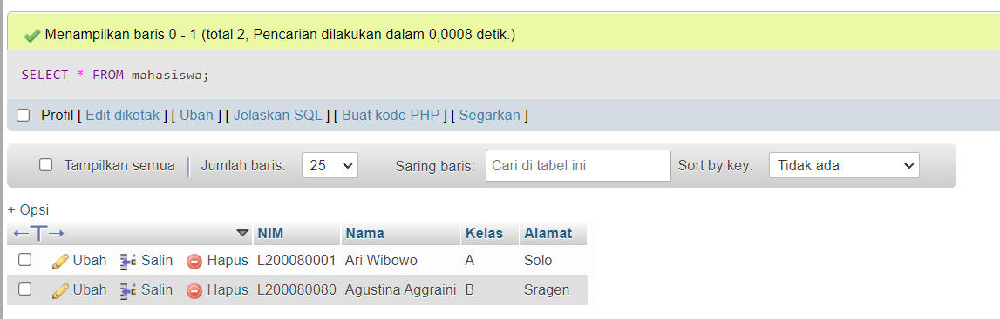 Menampilkan baris 0 - 1 (total 2, Pencarian dilakukan dalam 0,0008 detik.)
SELECT * FROM mahasiswa;
Profil [ Edit dikotak ] [ Ubah ] [ Jelaskan SQL ] [ Buat kode PHP ] [ Segarkan ]
Tampilkan semua | Jumlah baris: 25 Saring baris: Cari di tabel ini Sort by key: Tidak ada
+ Opsi
←T→ NIM Nama Kelas Alamat
Ubah Salin Hapus L200080001 Ari Wibowo A Solo
Ubah Salin Hapus L200080080 Agustina Aggraini B Sragen